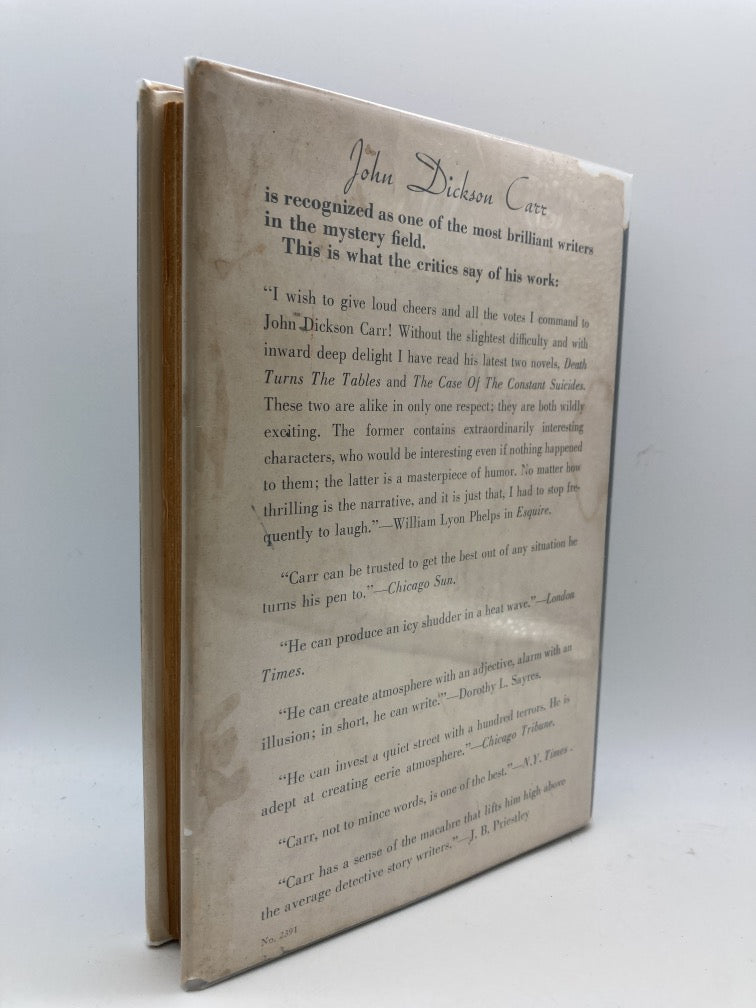 John Dickson Carr
is recognized as one of the most brilliant writers
in the mystery field.
This is what the critics say of his work:
“I wish to give loud cheers and all the votes I command to
John Dickson Carr! Without the slightest difficulty and with
inward deep delight I have read his latest two novels, Death
Turns The Tables and The Case Of The Constant Suicides.
These two are alike in only one respect; they are both wildly
exciting. The former contains extraordinarily interesting
characters, who would be interesting even if nothing happened
to them; the latter is a masterpiece of humor. No matter how
thrilling is the narrative, and it is just that, I had to stop fre-
quently to laugh.”—William Lyon Phelps in Esquire.
“Carr can be trusted to get the best out of any situation he
turns his pen to.”—Chicago Sun.
“He can produce an icy shudder in a heat wave.”—London
Times.
“He can create atmosphere with an adjective, alarm with an
illusion; in short, he can write.”—Dorothy L. Sayres.
“He can invest a quiet street with a hundred terrors. He is
adept at creating eerie atmosphere.”—Chicago Tribune.
“Carr, not to mince words, is one of the best.”—N.Y. Times.
“Carr has a sense of the macabre that lifts him high above
the average detective story writers.”—J. B. Priestley
No. 2391